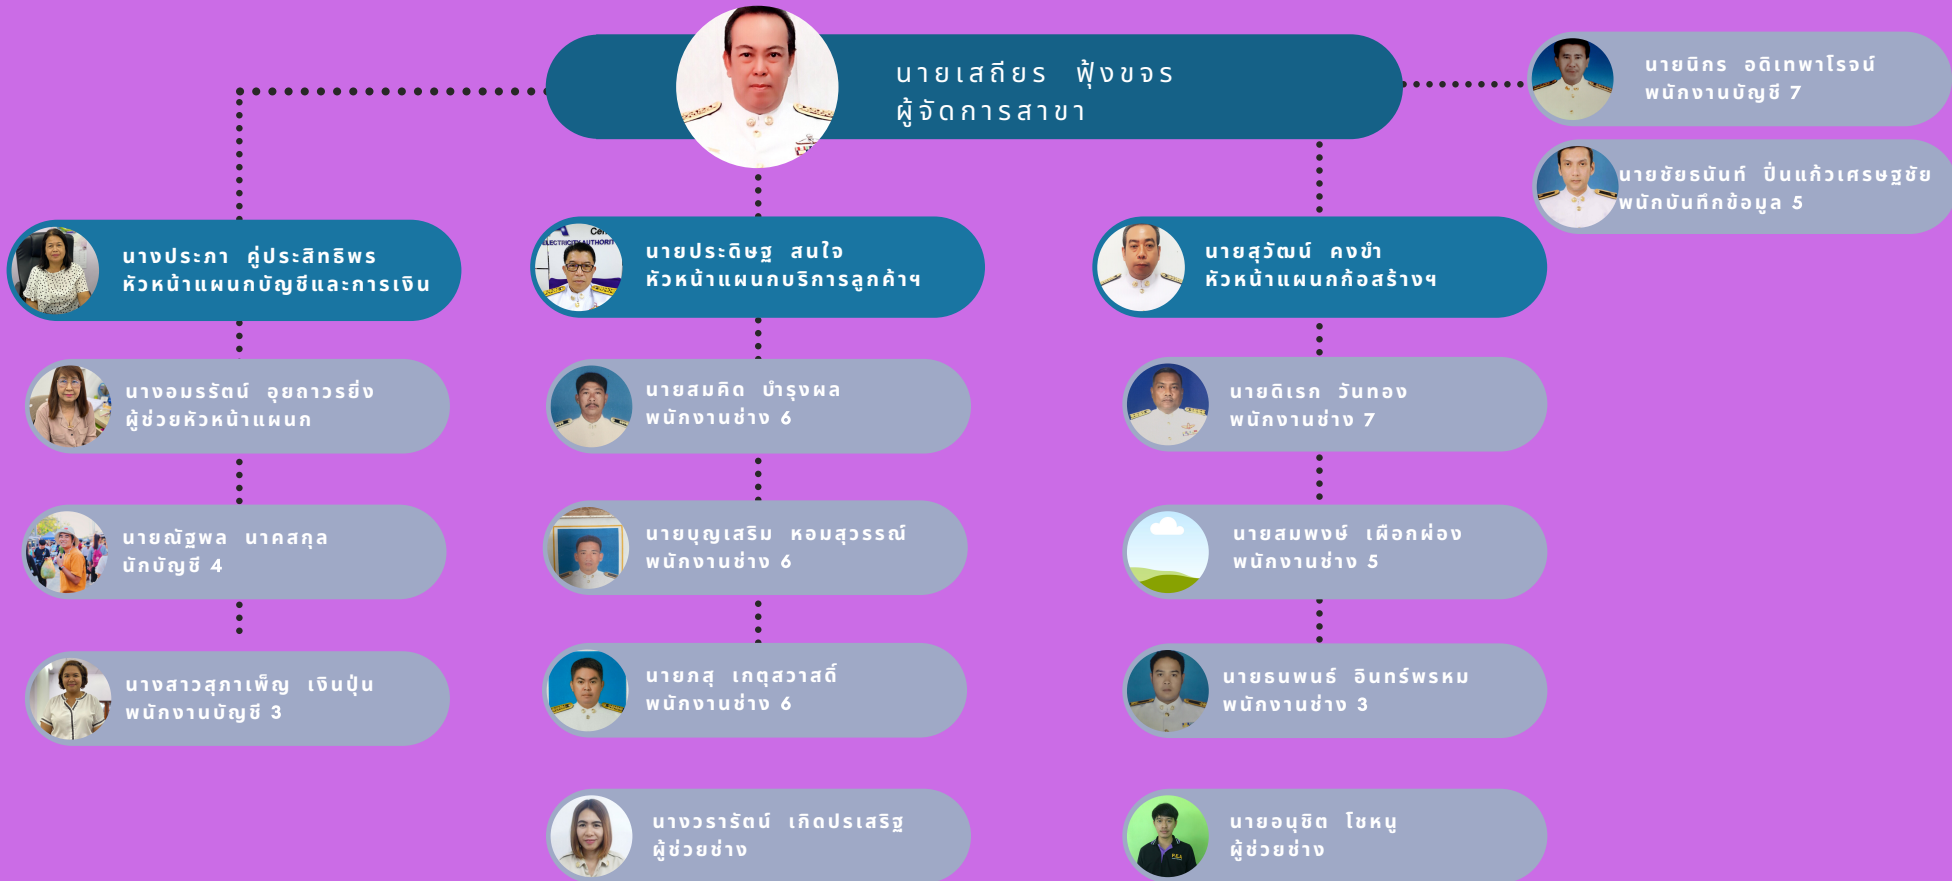 นายเสถียร ฟุ้งขจร
ผู้จัดการสาขา
นายนิกร อดิเทพาโรจน์
พนักงานบัญชี 7
นายชัยธนันท์ ปิ่นแก้วเศรษฐชัย
พนักบันทึกข้อมูล 5
นางประภา คู่ประสิทธิพร
หัวหน้าแผนกบัญชีและการเงิน
นางอมรรัตน์ อุยถาวรยิ่ง
ผู้ช่วยหัวหน้าแผนก
นายณัฐพล นาคสกุล
นักบัญชี 4
นางสาวสุภาเพ็ญ เงินปุ่น
พนักงานบัญชี 3
ELECTRICITY AUTHORIT
นายประดิษฐ สนใจ
หัวหน้าแผนกบริการลูกค้าฯ
นายสมคิด บำรุงผล
พนักงานช่าง 6
นายบุญเสริม หอมสุวรรณ์
พนักงานช่าง 6
นายภสุ เกตุสวาสดิ์
พนักงานช่าง 6
นางวรารัตน์ เกิดปรเสริฐ
ผู้ช่วยช่าง
นายสุวัฒน์ คงขำ
หัวหน้าแผนกก้อสร้างฯ
นายดิเรก วันทอง
พนักงานช่าง 7
นายสมพงษ์ เผือกผ่อง
พนักงานช่าง 5
นายธนพนธ์ อินทร์พรหม
พนักงานช่าง 3
นายอนุชิต โชหนู
ผู้ช่วยช่าง